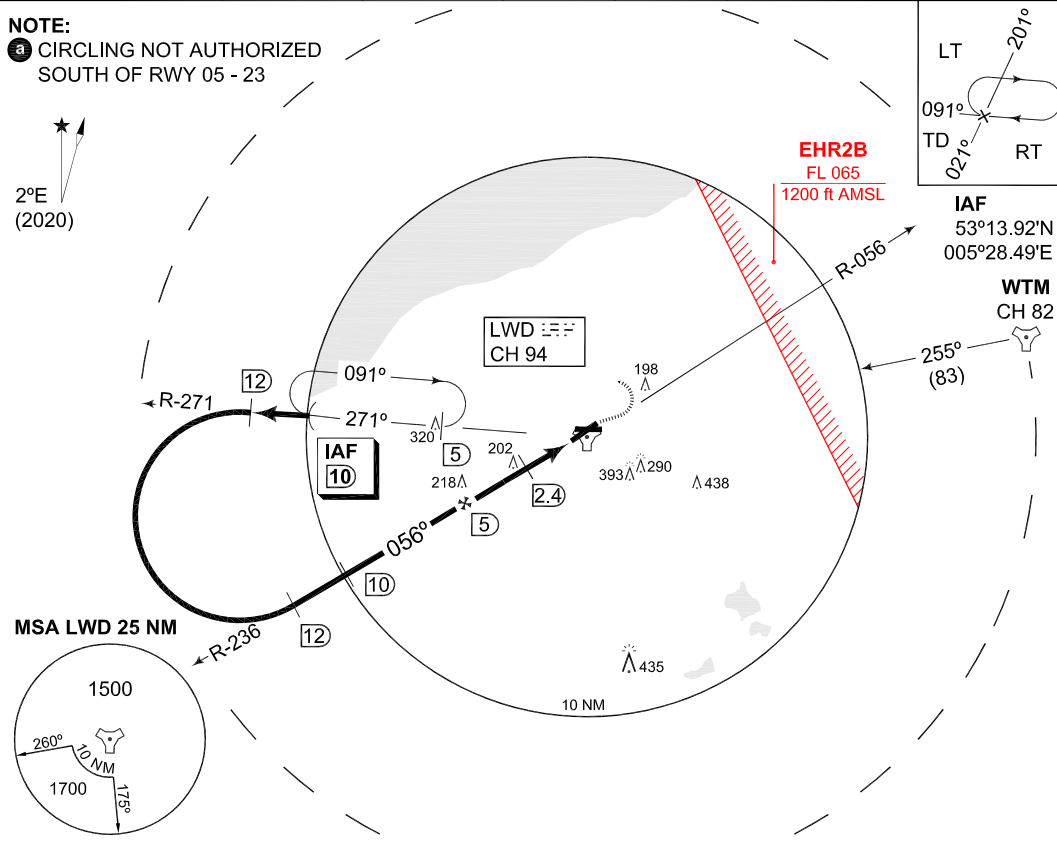 NOTE:
a CIRCLING NOT AUTHORIZED
SOUTH OF RWY 05 - 23
2ºE
(2020)
LT
201º
091º
TD
021º
RT
EHR2B
FL 065
1200 ft AMSL
IAF
53º13.92'N
005º28.49'E
R-056
WTM
CH 82
255º
(83)
LWD
CH 94
198
091º
12
R-271
271º
320
5
IAF
10
202
218
2.4
393
290
438
5
056º
10
12
R-236
435
10 NM
MSA LWD 25 NM
1500
260º
10 NM
1700
175º